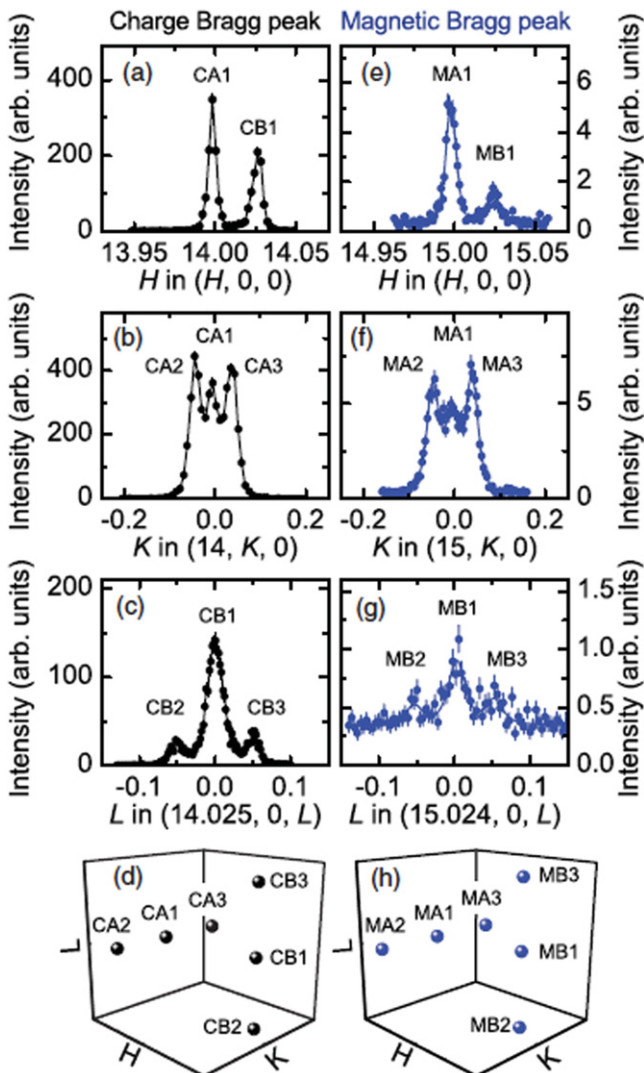 Charge Bragg peak
Magnetic Bragg peak
Intensity (arb. units)
400
200
0
(a)
CA1
CB1
13.95 14.00 14.05
H in (H, 0, 0)
(e)
MA1
MB1
6
4
2
0
Intensity (arb. units)
14.95 15.00 15.05
H in (H, 0, 0)
Intensity (arb. units)
400
200
0
(b)
CA1
CA2
CA3
-0.2 0.0 0.2
K in (14, K, 0)
(f)
MA1
MA2
MA3
5
0
Intensity (arb. units)
-0.2 0.0 0.2
K in (15, K, 0)
Intensity (arb. units)
200
150
100
50
0
(c)
CB1
CB2
CB3
-0.1 0.0 0.1
L in (14.025, 0, L)
(g)
MB1
MB2
MB3
1.5
1.0
0.5
0.0
Intensity (arb. units)
-0.1 0.0 0.1
L in (15.024, 0, L)
(d)
CB3
CA3
CA1
CA2
CB1
CB2
L
H
K
(h)
MB3
MA3
MA1
MA2
MB1
MB2
L
H
K